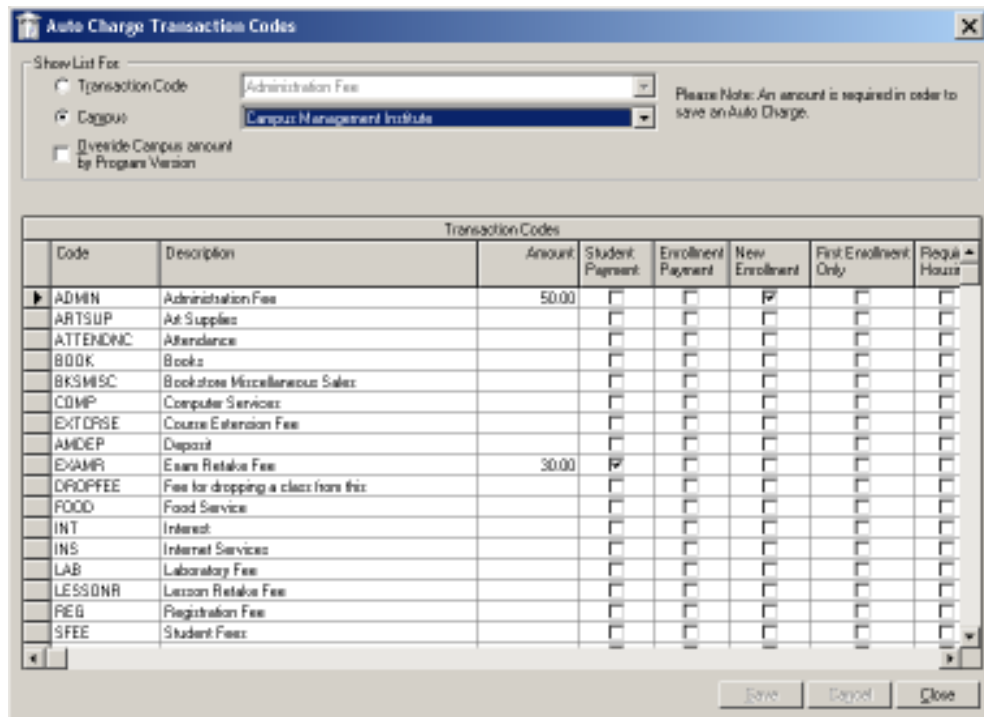 Auto Charge Transaction Codes
Show List For:
Transaction Code Administration Fee
Please Note: An amount is required in order to
save an Auto Charge.
Campus Campus Management Institute
Override Campus amount
by Program Version
Transaction Codes
Code Description Amount Student Payment Enrollment Payment New Enrollment First Enrollment Only Requi Housin
ADMIN Administration Fee 50.00
ARTSUP Art Supplies
ATTENDNC Attendance
BOOK Books
BKSMISC Bookstore Miscellaneous Sales
COMP Computer Services
EXTCRSE Course Extension Fee
AMDEP Deposit
EXAMR Exam Retake Fee 30.00
DROPFEE Fee for dropping a class from this
FOOD Food Service
INT Interest
INS Internet Services
LAB Laboratory Fee
LESSONR Lesson Retake Fee
REG Registration Fee
SFEE Student Fees
Save Cancel Close